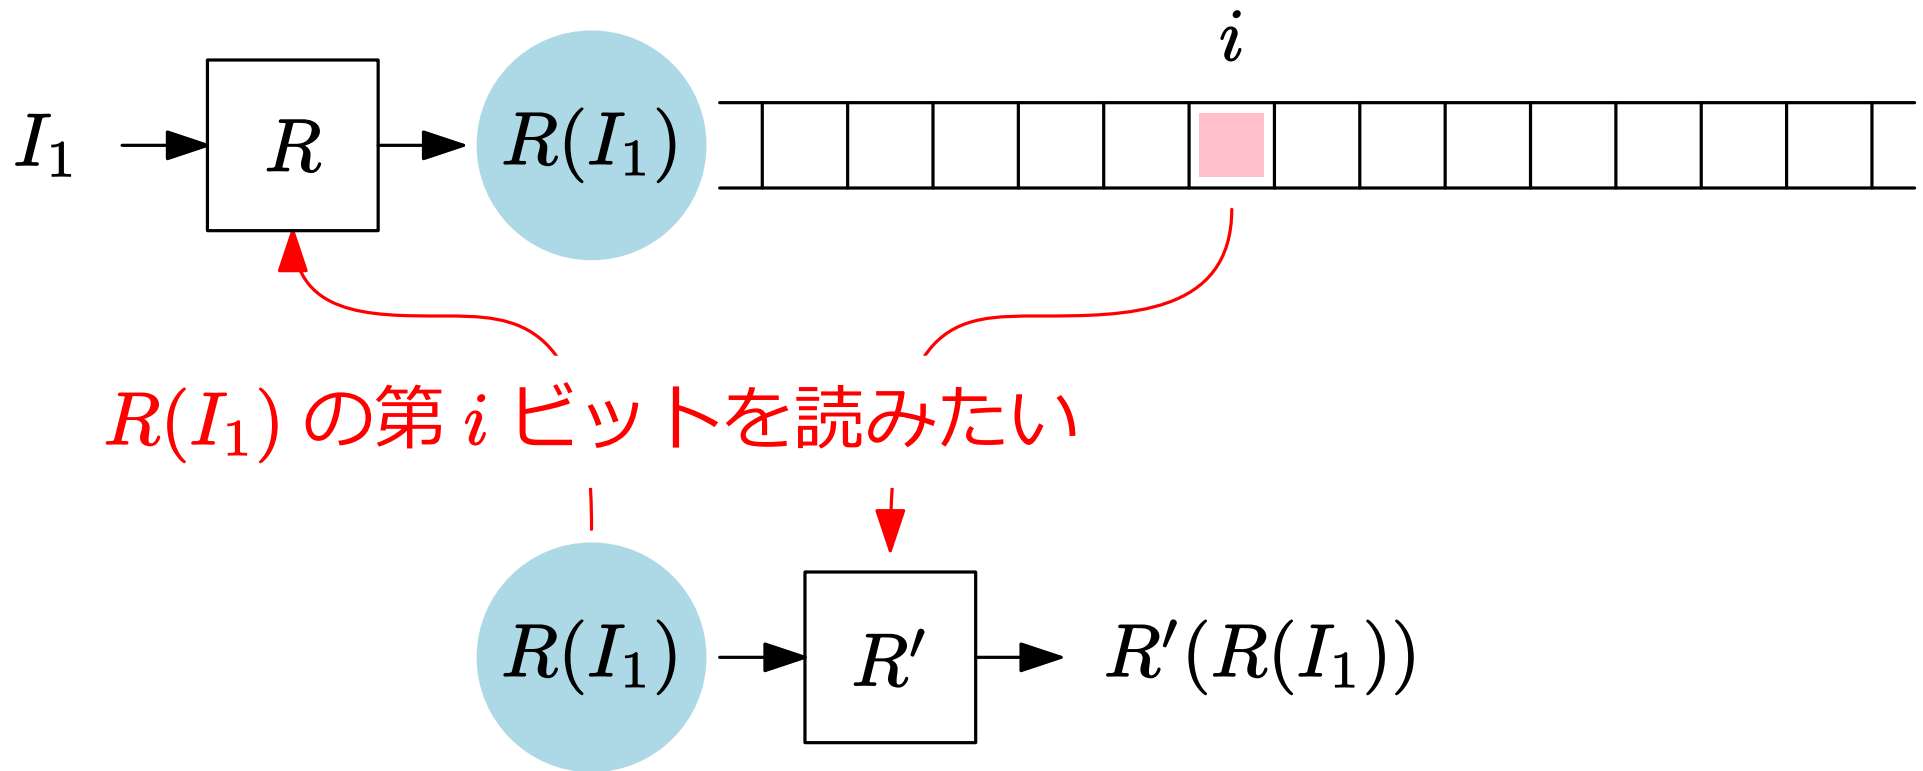 i
I₁ R R(I₁)
R(I₁) の第 i ビットを読みたい
R(I₁) R′ R′(R(I₁))